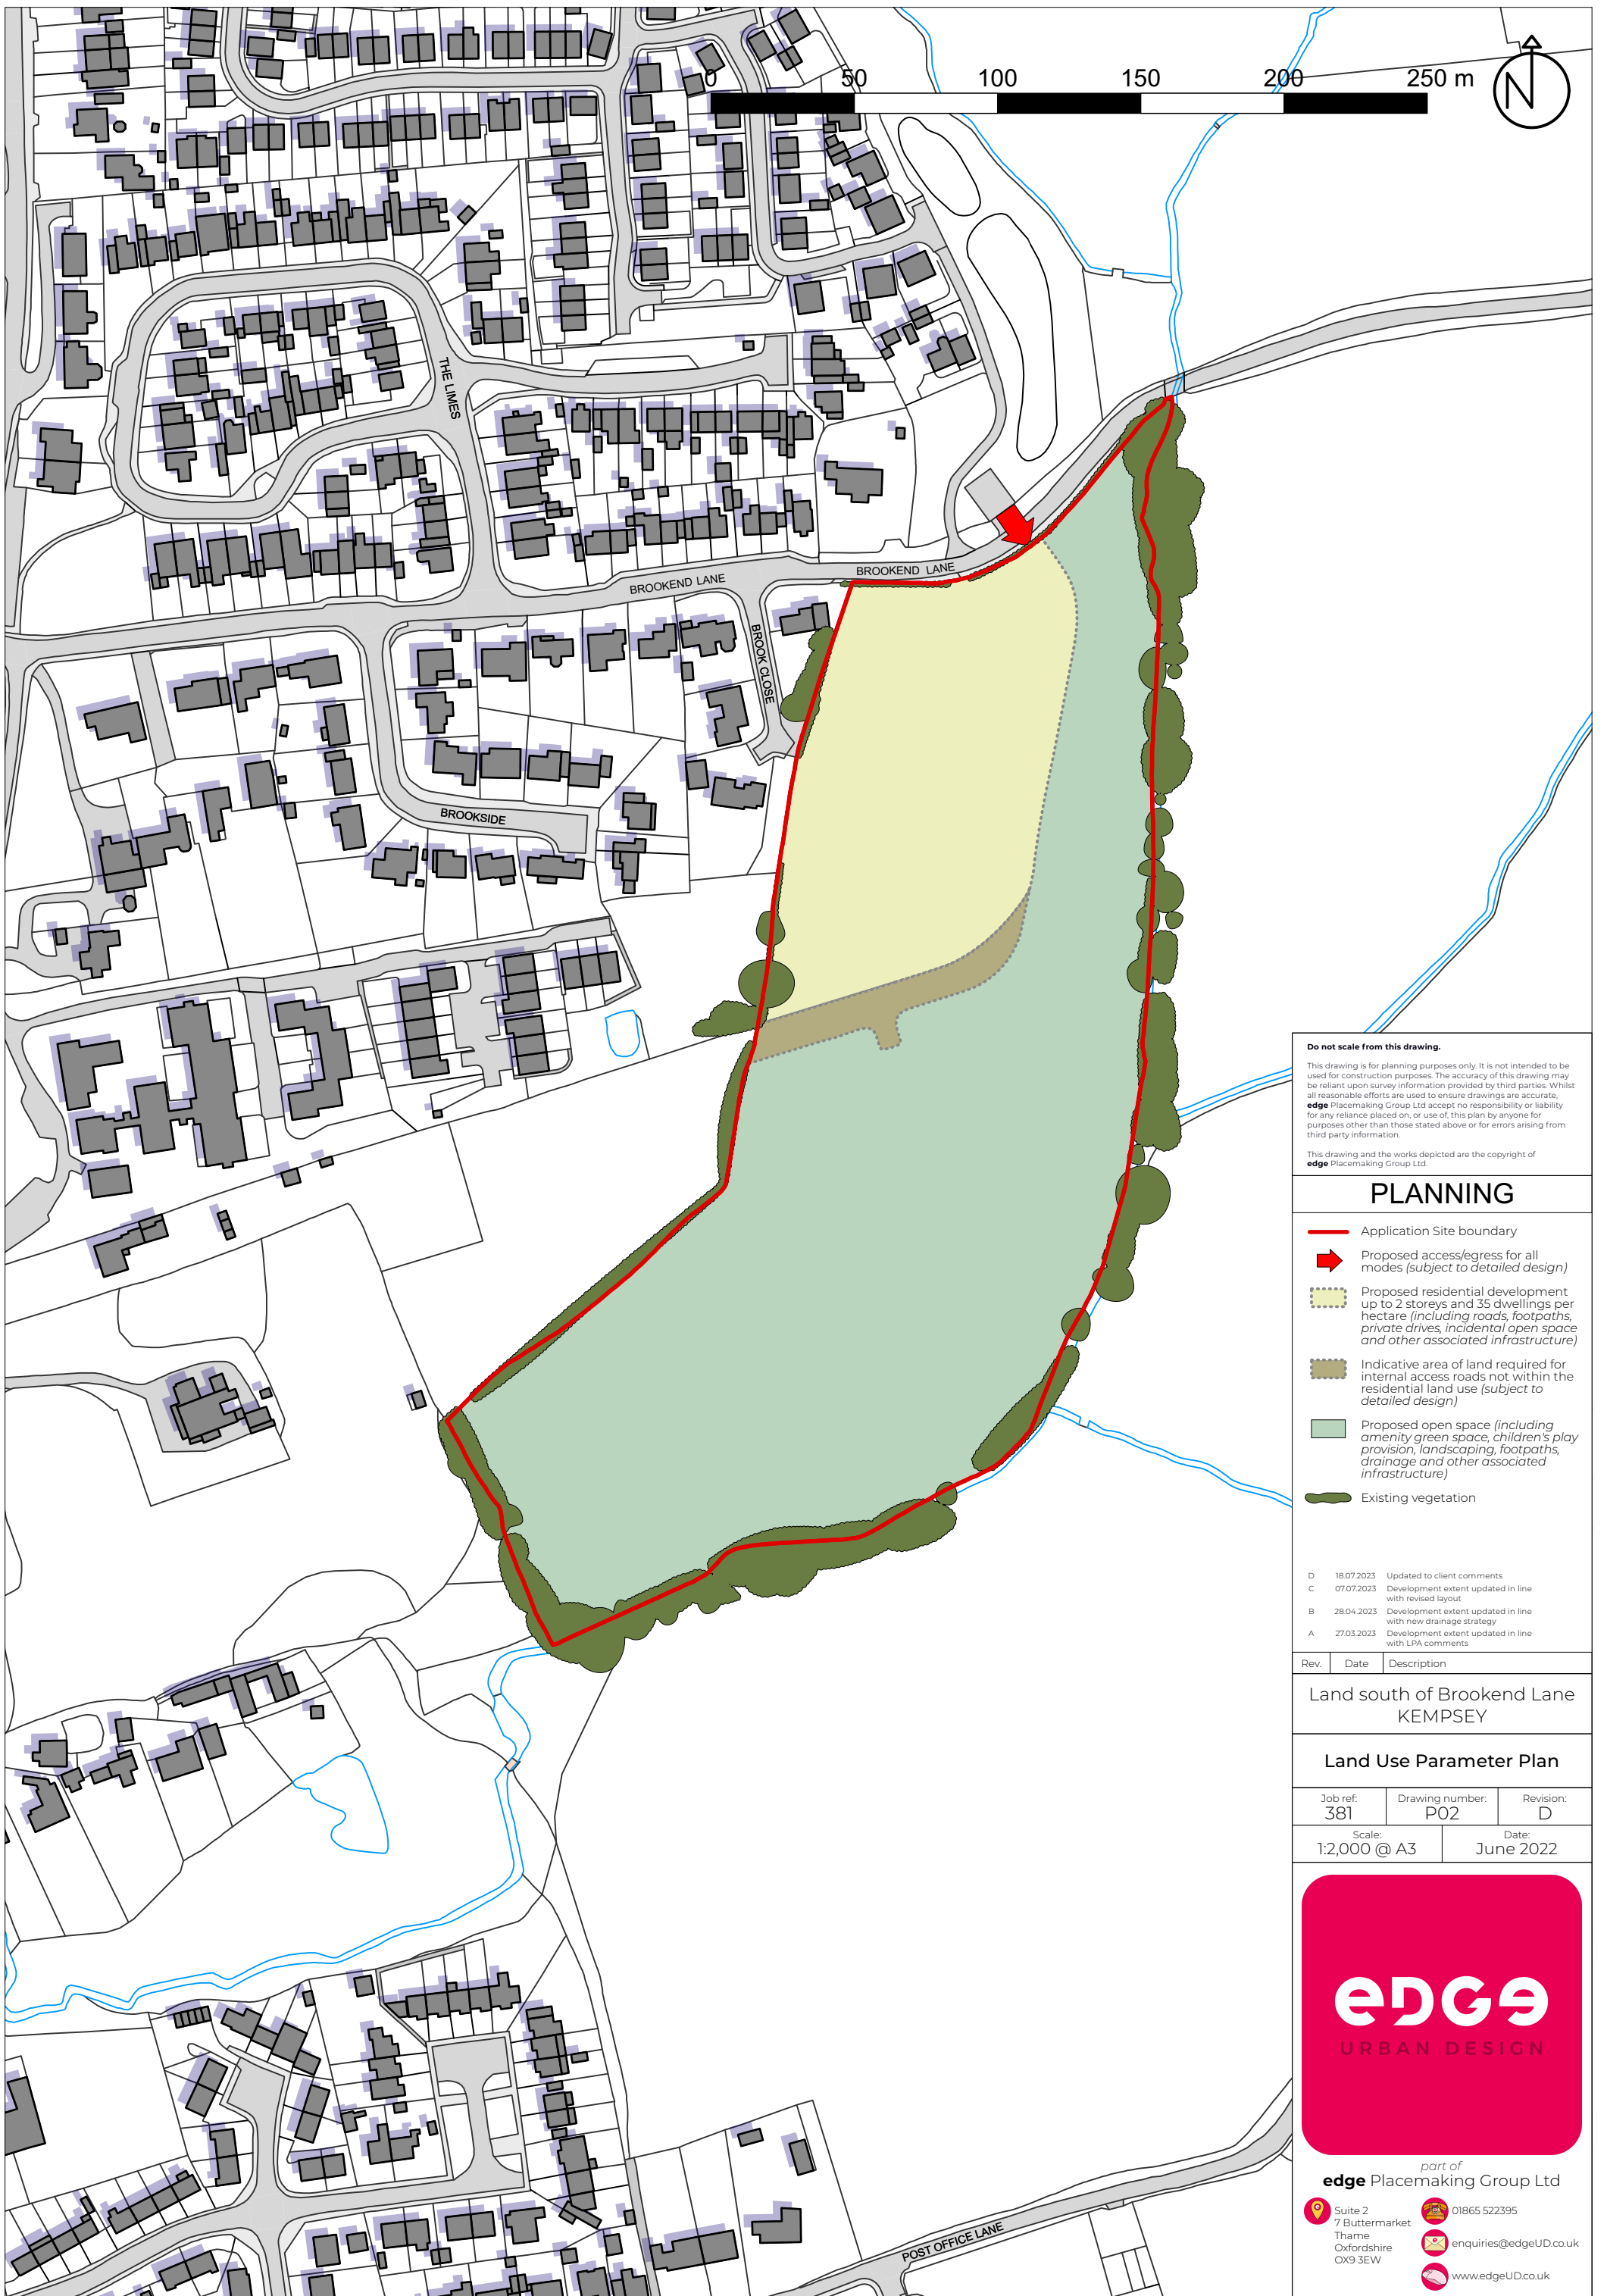 0 50 100 150 200 250 m
N
THE LIMES
BROOKEND LANE
BROOKEND LANE
BROOK CLOSE
BROOKSIDE
POST OFFICE LANE
Do not scale from this drawing.
This drawing is for planning purposes only. It is not intended to be
used for construction purposes. The accuracy of this drawing may
be reliant upon survey information provided by third parties. Whilst
all reasonable efforts are used to ensure drawings are accurate,
edge Placemaking Group Ltd accept no responsibility or liability
for any reliance placed on, or use of, this plan by anyone for
purposes other than those stated above or for errors arising from
third party information.
This drawing and the works depicted are the copyright of
edge Placemaking Group Ltd.
PLANNING
Application Site boundary
Proposed access/egress for all
modes (subject to detailed design)
Proposed residential development
up to 2 storeys and 35 dwellings per
hectare (including roads, footpaths,
private drives, incidental open space
and other associated infrastructure)
Indicative area of land required for
internal access roads not within the
residential land use (subject to
detailed design)
Proposed open space (including
amenity green space, children's play
provision, landscaping, footpaths,
drainage and other associated
infrastructure)
Existing vegetation
D 18.07.2023 Updated to client comments
C 07.07.2023 Development extent updated in line
with revised layout
B 28.04.2023 Development extent updated in line
with new drainage strategy
A 27.03.2023 Development extent updated in line
with LPA comments
Rev. Date Description
Land south of Brookend Lane
KEMPSEY
Land Use Parameter Plan
Job ref: Drawing number: Revision:
381 P02 D
Scale: Date:
1:2,000 @ A3 June 2022
eDGe
URBAN DESIGN
part of
edge Placemaking Group Ltd
Suite 2
7 Buttermarket
Thame
Oxfordshire
OX9 3EW
01865 522395
enquiries@edgeUD.co.uk
www.edgeUD.co.uk